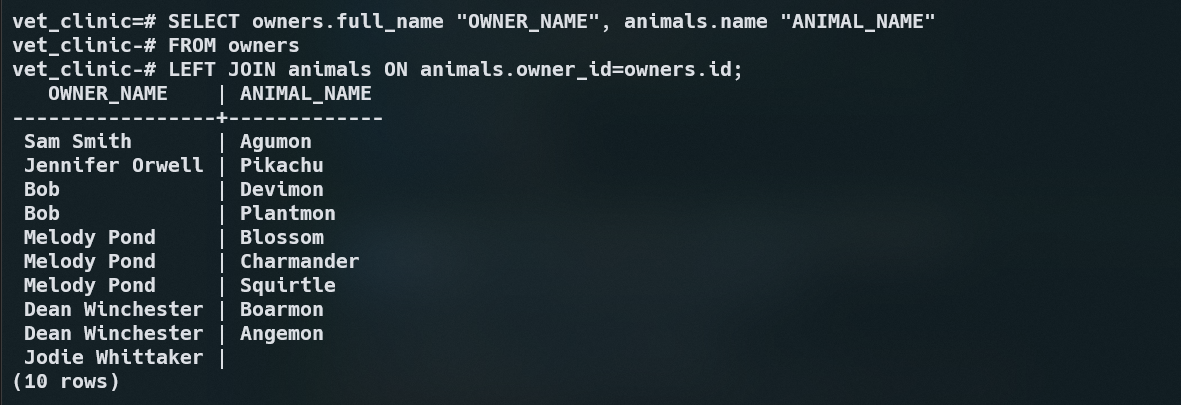 vet_clinic=# SELECT owners.full_name "OWNER_NAME", animals.name "ANIMAL_NAME"
vet_clinic-# FROM owners
vet_clinic-# LEFT JOIN animals ON animals.owner_id=owners.id;
   OWNER_NAME    | ANIMAL_NAME
-----------------+-------------
 Sam Smith       | Agumon
 Jennifer Orwell | Pikachu
 Bob             | Devimon
 Bob             | Plantmon
 Melody Pond     | Blossom
 Melody Pond     | Charmander
 Melody Pond     | Squirtle
 Dean Winchester | Boarmon
 Dean Winchester | Angemon
 Jodie Whittaker |
(10 rows)